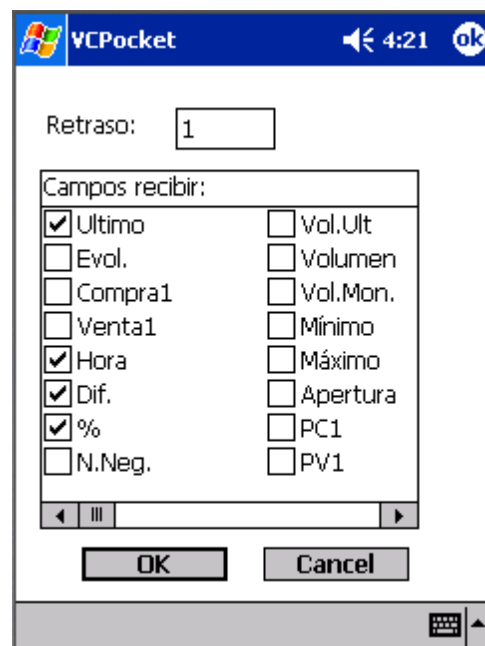 VCPocket 4:21 ok
Retraso: 1
Campos recibir:
Ultimo Vol.Ult
Evol. Volumen
Compra1 Vol.Mon.
Venta1 Mínimo
Hora Máximo
Dif. Apertura
% PC1
N.Neg. PV1
OK Cancel